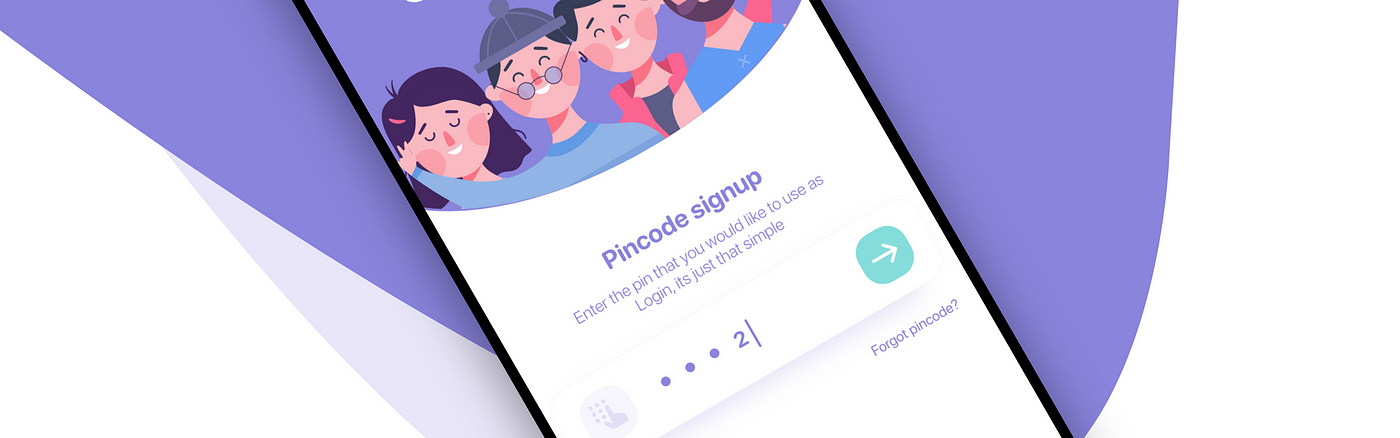 Pincode signup
Enter the pin that you would like to use as
Login, its just that simple
• • • 2
Forgot pincode?